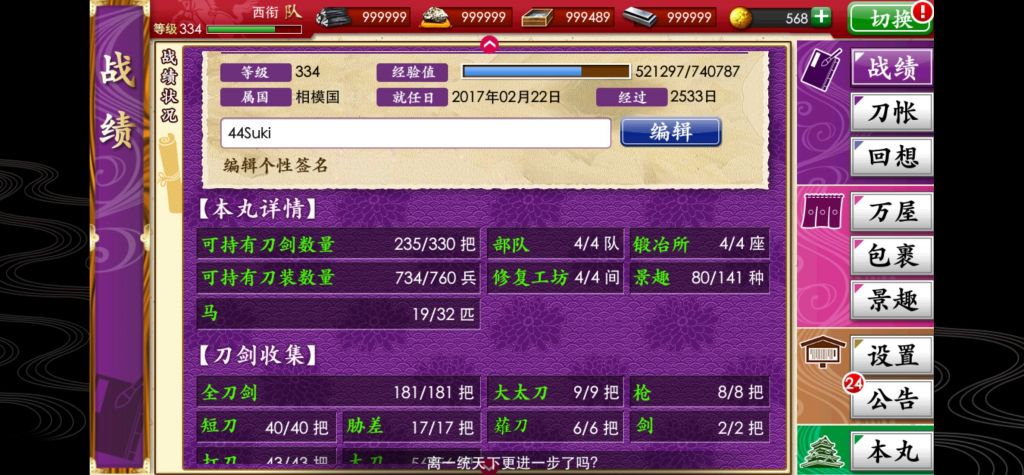 西衔 队
等级 334
999999
999999
999489
999999
568
切换
战绩
战绩状况
等级 334 经验值 521297/740787
属国 相模国 就任日 2017年02月22日 经过 2533日
44Suki 编辑
编辑个性签名
【本丸详情】
可持有刀剑数量 235/330 把 部队 4/4 队 锻冶所 4/4 座
可持有刀装数量 734/760 兵 修复工坊 4/4 间 景趣 80/141 种
马 19/32 匹
【刀剑收集】
全刀剑 181/181 把 大太刀 9/9 把 枪 8/8 把
短刀 40/40 把 胁差 17/17 把 薙刀 6/6 把 剑 2/2 把
打刀 43/43 把 太刀
离一统天下更进一步了吗?
战绩
刀帐
回想
万屋
包裹
景趣
设置
24
公告
本丸